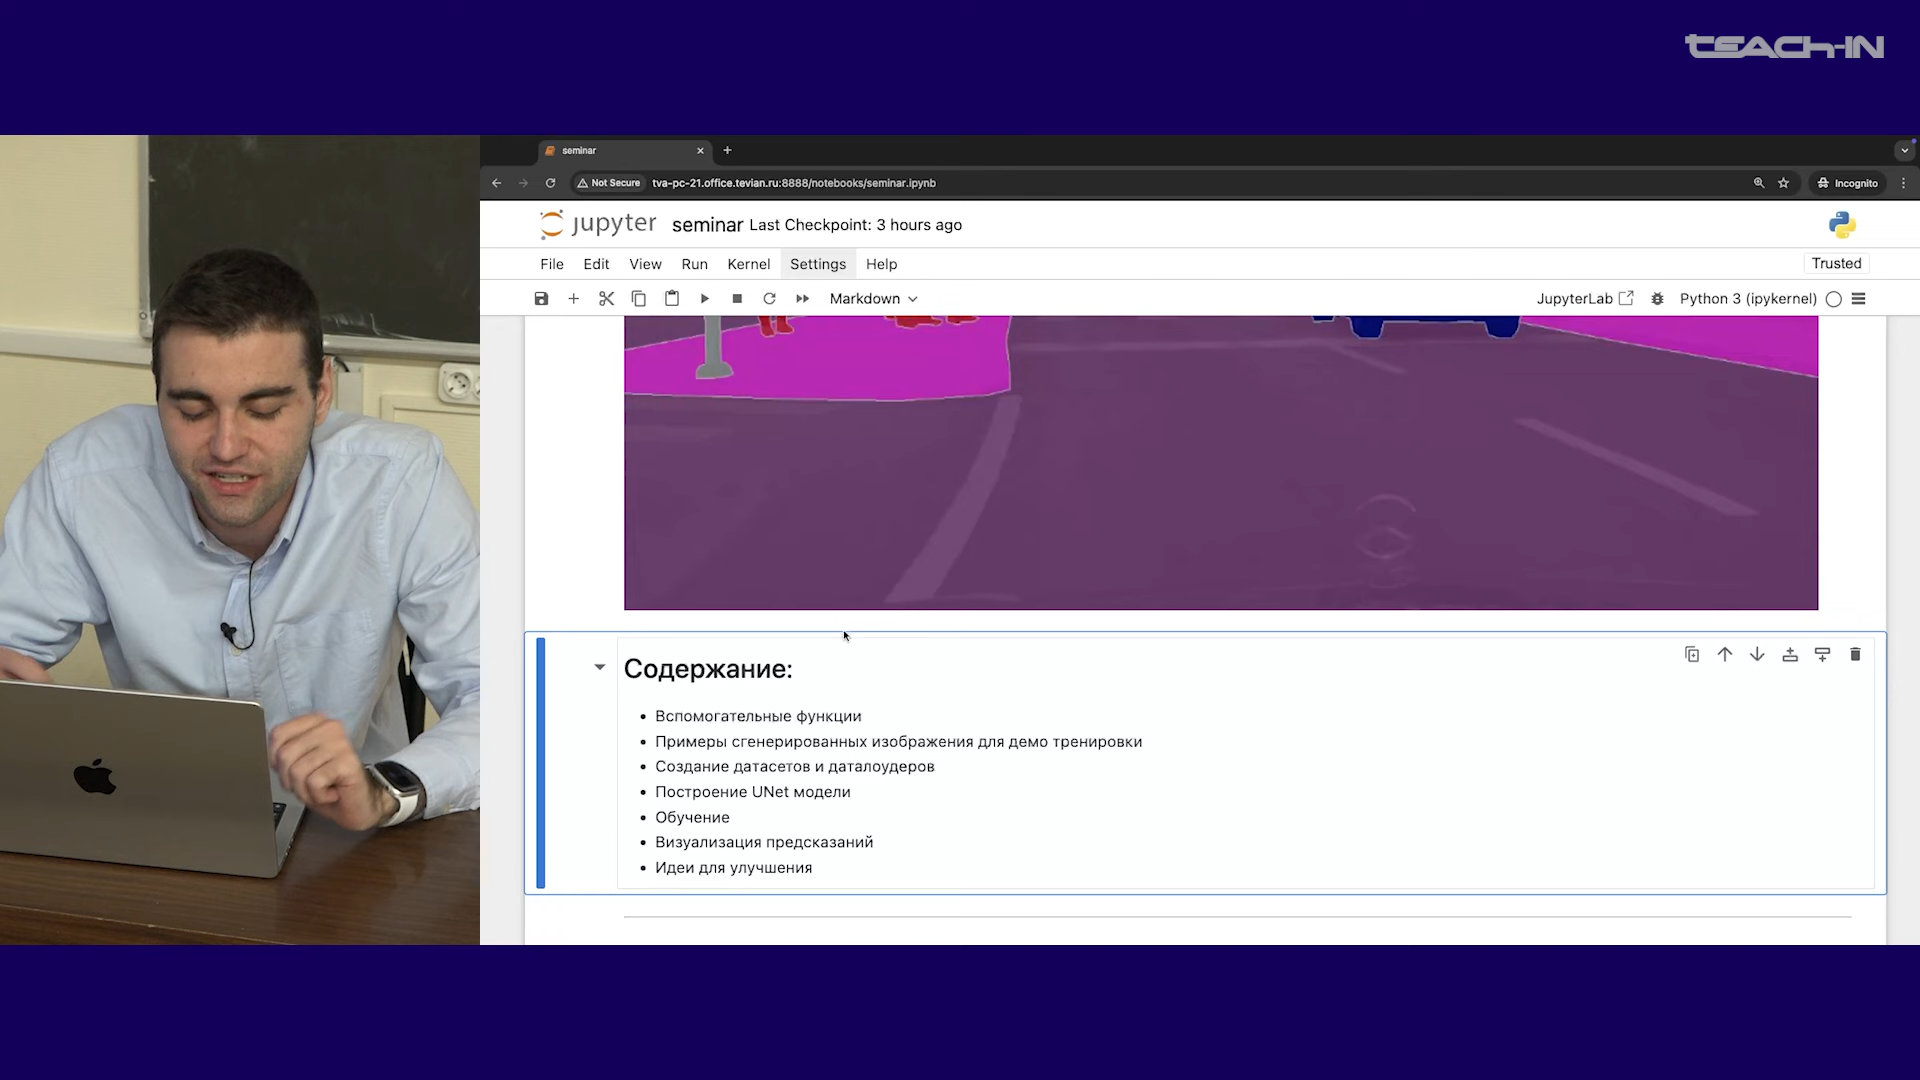 teach-in
seminar
Not Secure
tva-pc-21.office.tevian.ru:8888/notebooks/seminar.ipynb
Incognito
jupyter seminar Last Checkpoint: 3 hours ago
File Edit View Run Kernel Settings Help
Trusted
Markdown
JupyterLab
Python 3 (ipykernel)
Содержание:
Вспомогательные функции
Примеры сгенерированных изображения для демо тренировки
Создание датасетов и даталоудеров
Построение UNet модели
Обучение
Визуализация предсказаний
Идеи для улучшения